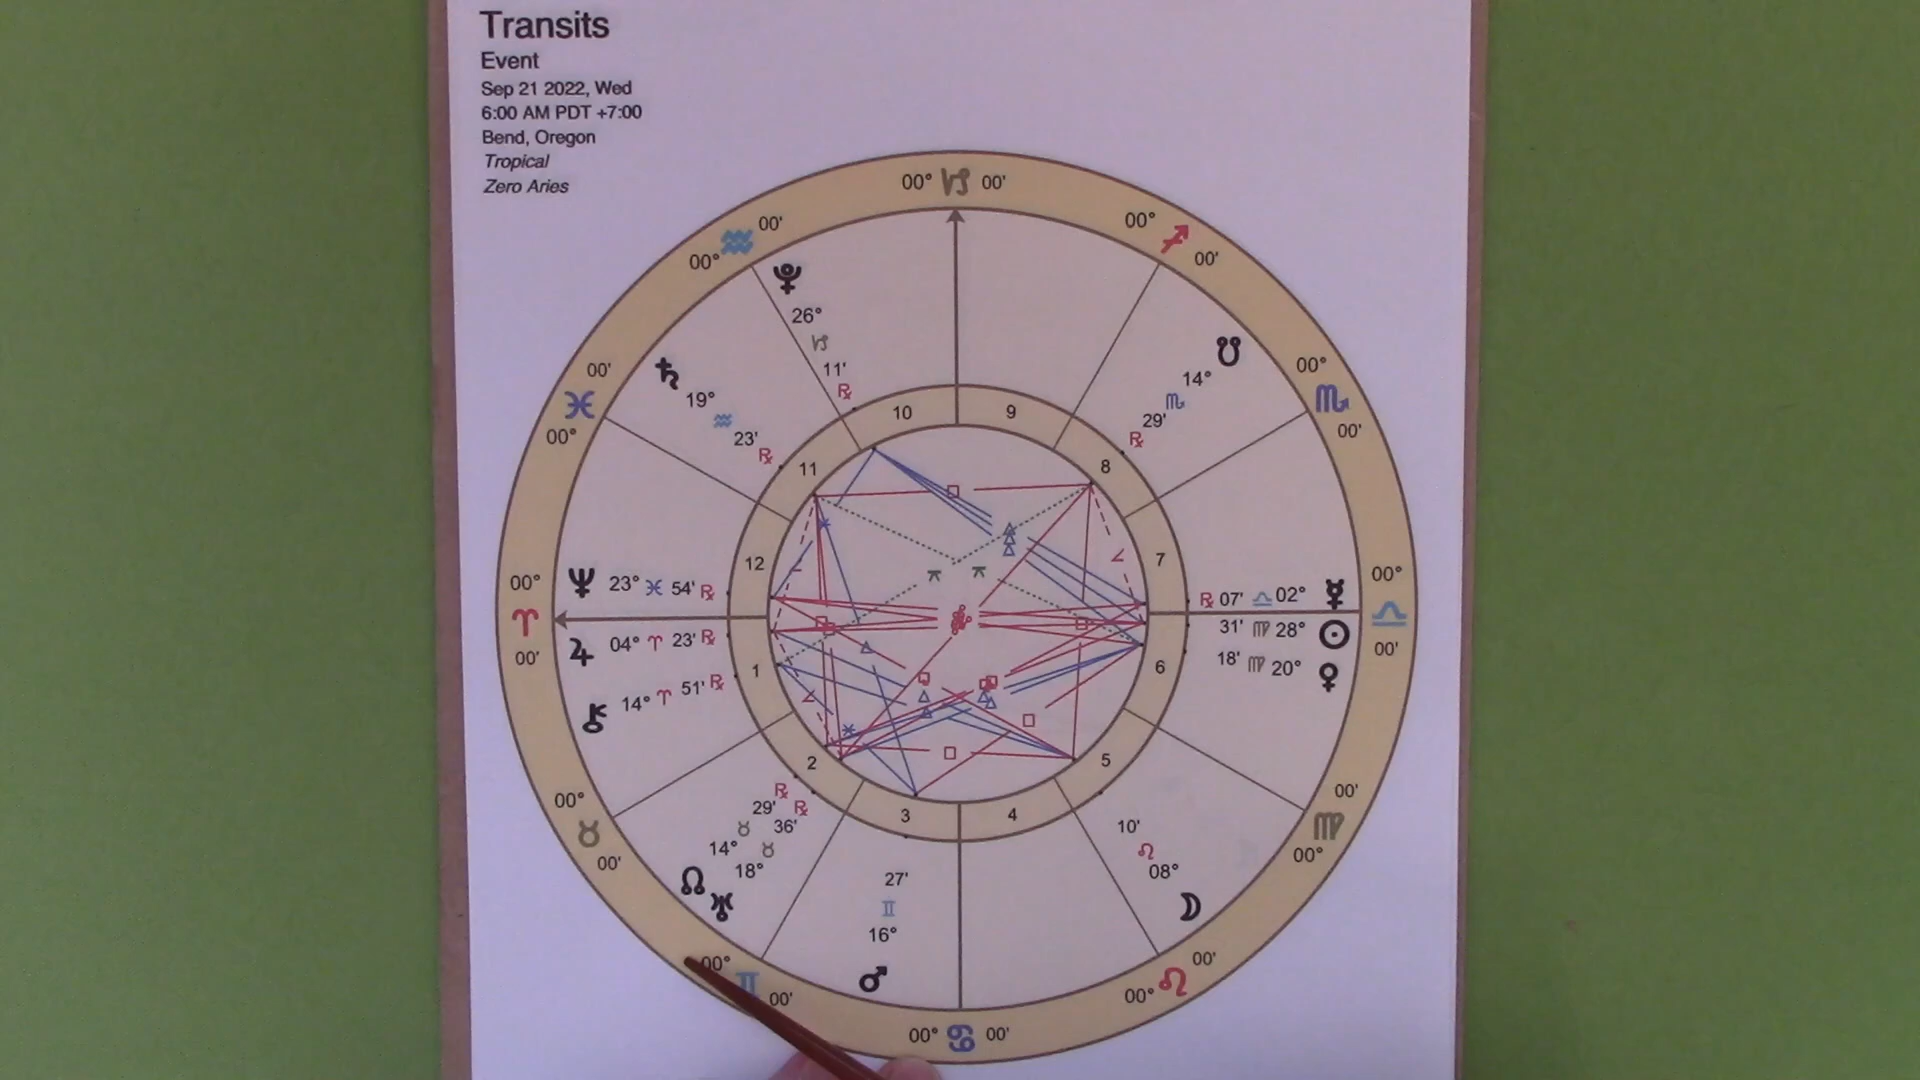 Transits
Event
Sep 21 2022, Wed
6:00 AM PDT +7:00
Bend, Oregon
Tropical
Zero Aries
00° ♑ 00'
00° ♐ 00'
00° ♒ 00'
♇ 26° ♑ 11' ℞
☋ 14° ♏ 29' ℞
♄ 19° ♒ 23' ℞
00° ♏ 00'
00' ♓ 00°
10 9
11 8
12 7
♆ 23° ♓ 54' ℞
℞ 07' ♎ 02° ☿
00° ♈ 00'
00° ♎ 00'
♃ 04° ♈ 23' ℞
31' ♍ 28° ☉
18' ♍ 20° ♀
⚷ 14° ♈ 51' ℞
1 6
2 5
3 4
00° ♉ 00'
00' ♍ 00°
☊ 14° ♉ 29' ℞
♅ 18° ♉ 36' ℞
27' ♊ 16° ♂
10' ♌ 08° ☽
00° ♊ 00'
00° ♌ 00'
00° ♋ 00'